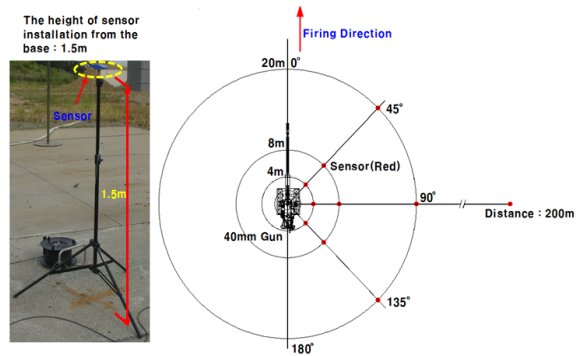 The height of sensor
installation from the
base : 1.5m
Sensor
1.5m
Firing Direction
20m 0°
45°
8m
Sensor(Red)
4m
90°
Distance : 200m
40mm Gun
135°
180°